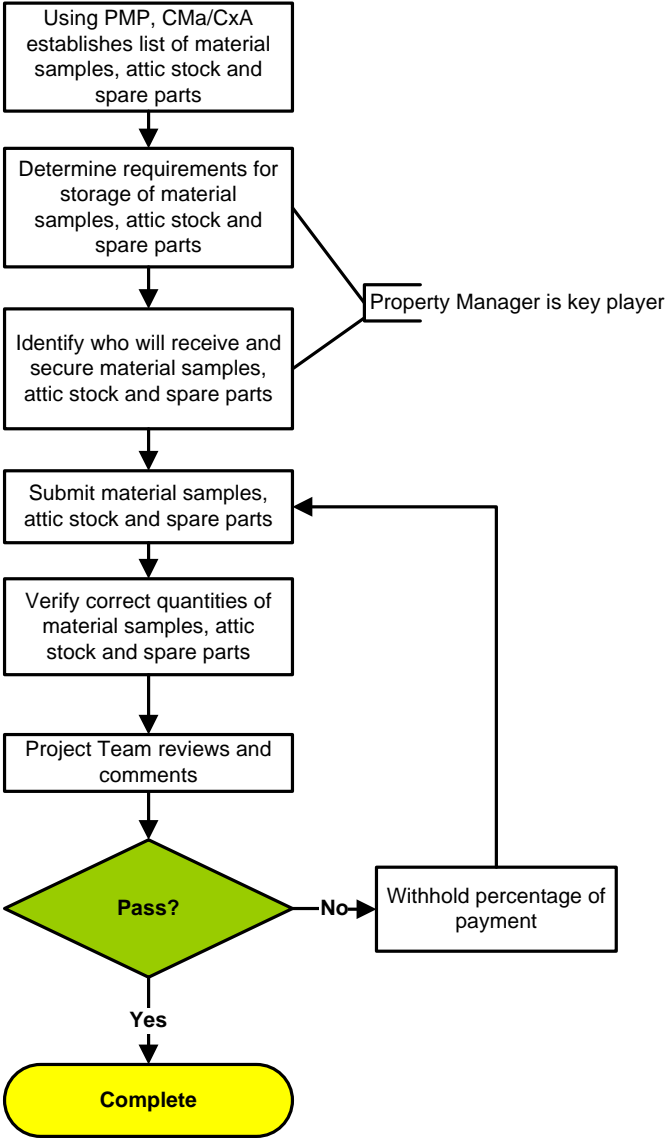 Using PMP, CMa/CxA
establishes list of material
samples, attic stock and
spare parts
Determine requirements for
storage of material
samples, attic stock and
spare parts
Property Manager is key player
Identify who will receive and
secure material samples,
attic stock and spare parts
Submit material samples,
attic stock and spare parts
Verify correct quantities of
material samples, attic
stock and spare parts
Project Team reviews and
comments
Pass?
No
Withhold percentage of
payment
Yes
Complete